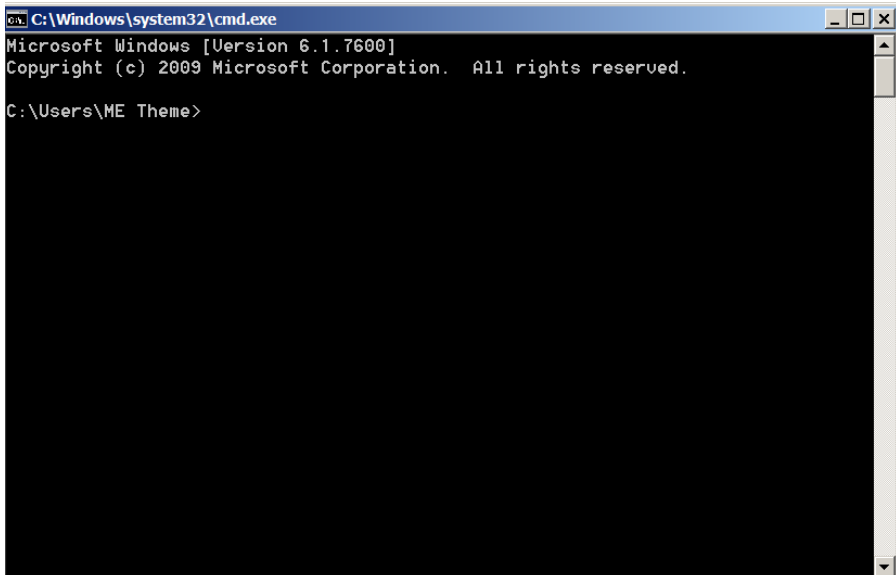 C:\Windows\system32\cmd.exe
Microsoft Windows [Version 6.1.7600]
Copyright (c) 2009 Microsoft Corporation.  All rights reserved.
C:\Users\ME Theme>